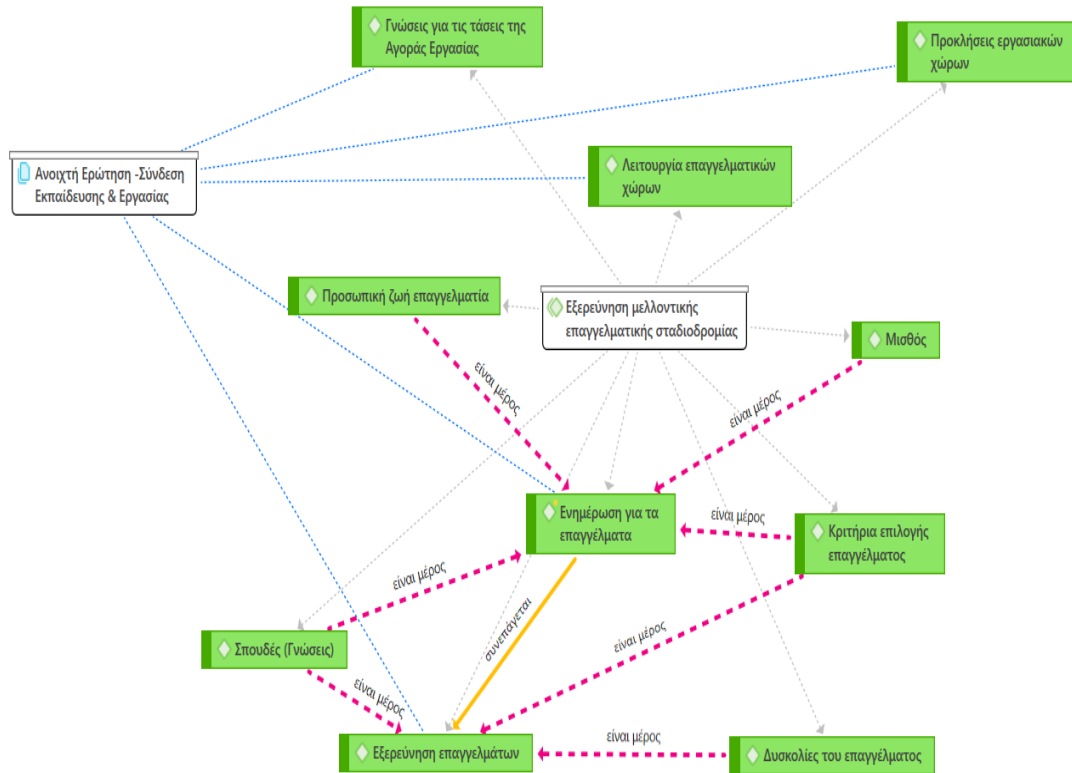 Γνώσεις για τις τάσεις της
Αγοράς Εργασίας
Προκλήσεις εργασιακών
χώρων
Ανοιχτή Ερώτηση -Σύνδεση
Εκπαίδευσης & Εργασίας
Λειτουργία επαγγελματικών
χώρων
Προσωπική ζωή επαγγελματία
Εξερεύνηση μελλοντικής
επαγγελματικής σταδιοδρομίας
Μισθός
είναι μέρος
είναι μέρος
Ενημέρωση για τα
επαγγέλματα
είναι μέρος
Κριτήρια επιλογής
επαγγέλματος
είναι μέρος
συνεπάγεται
είναι μέρος
Σπουδές (Γνώσεις)
είναι μέρος
Εξερεύνηση επαγγελμάτων
είναι μέρος
Δυσκολίες του επαγγέλματος